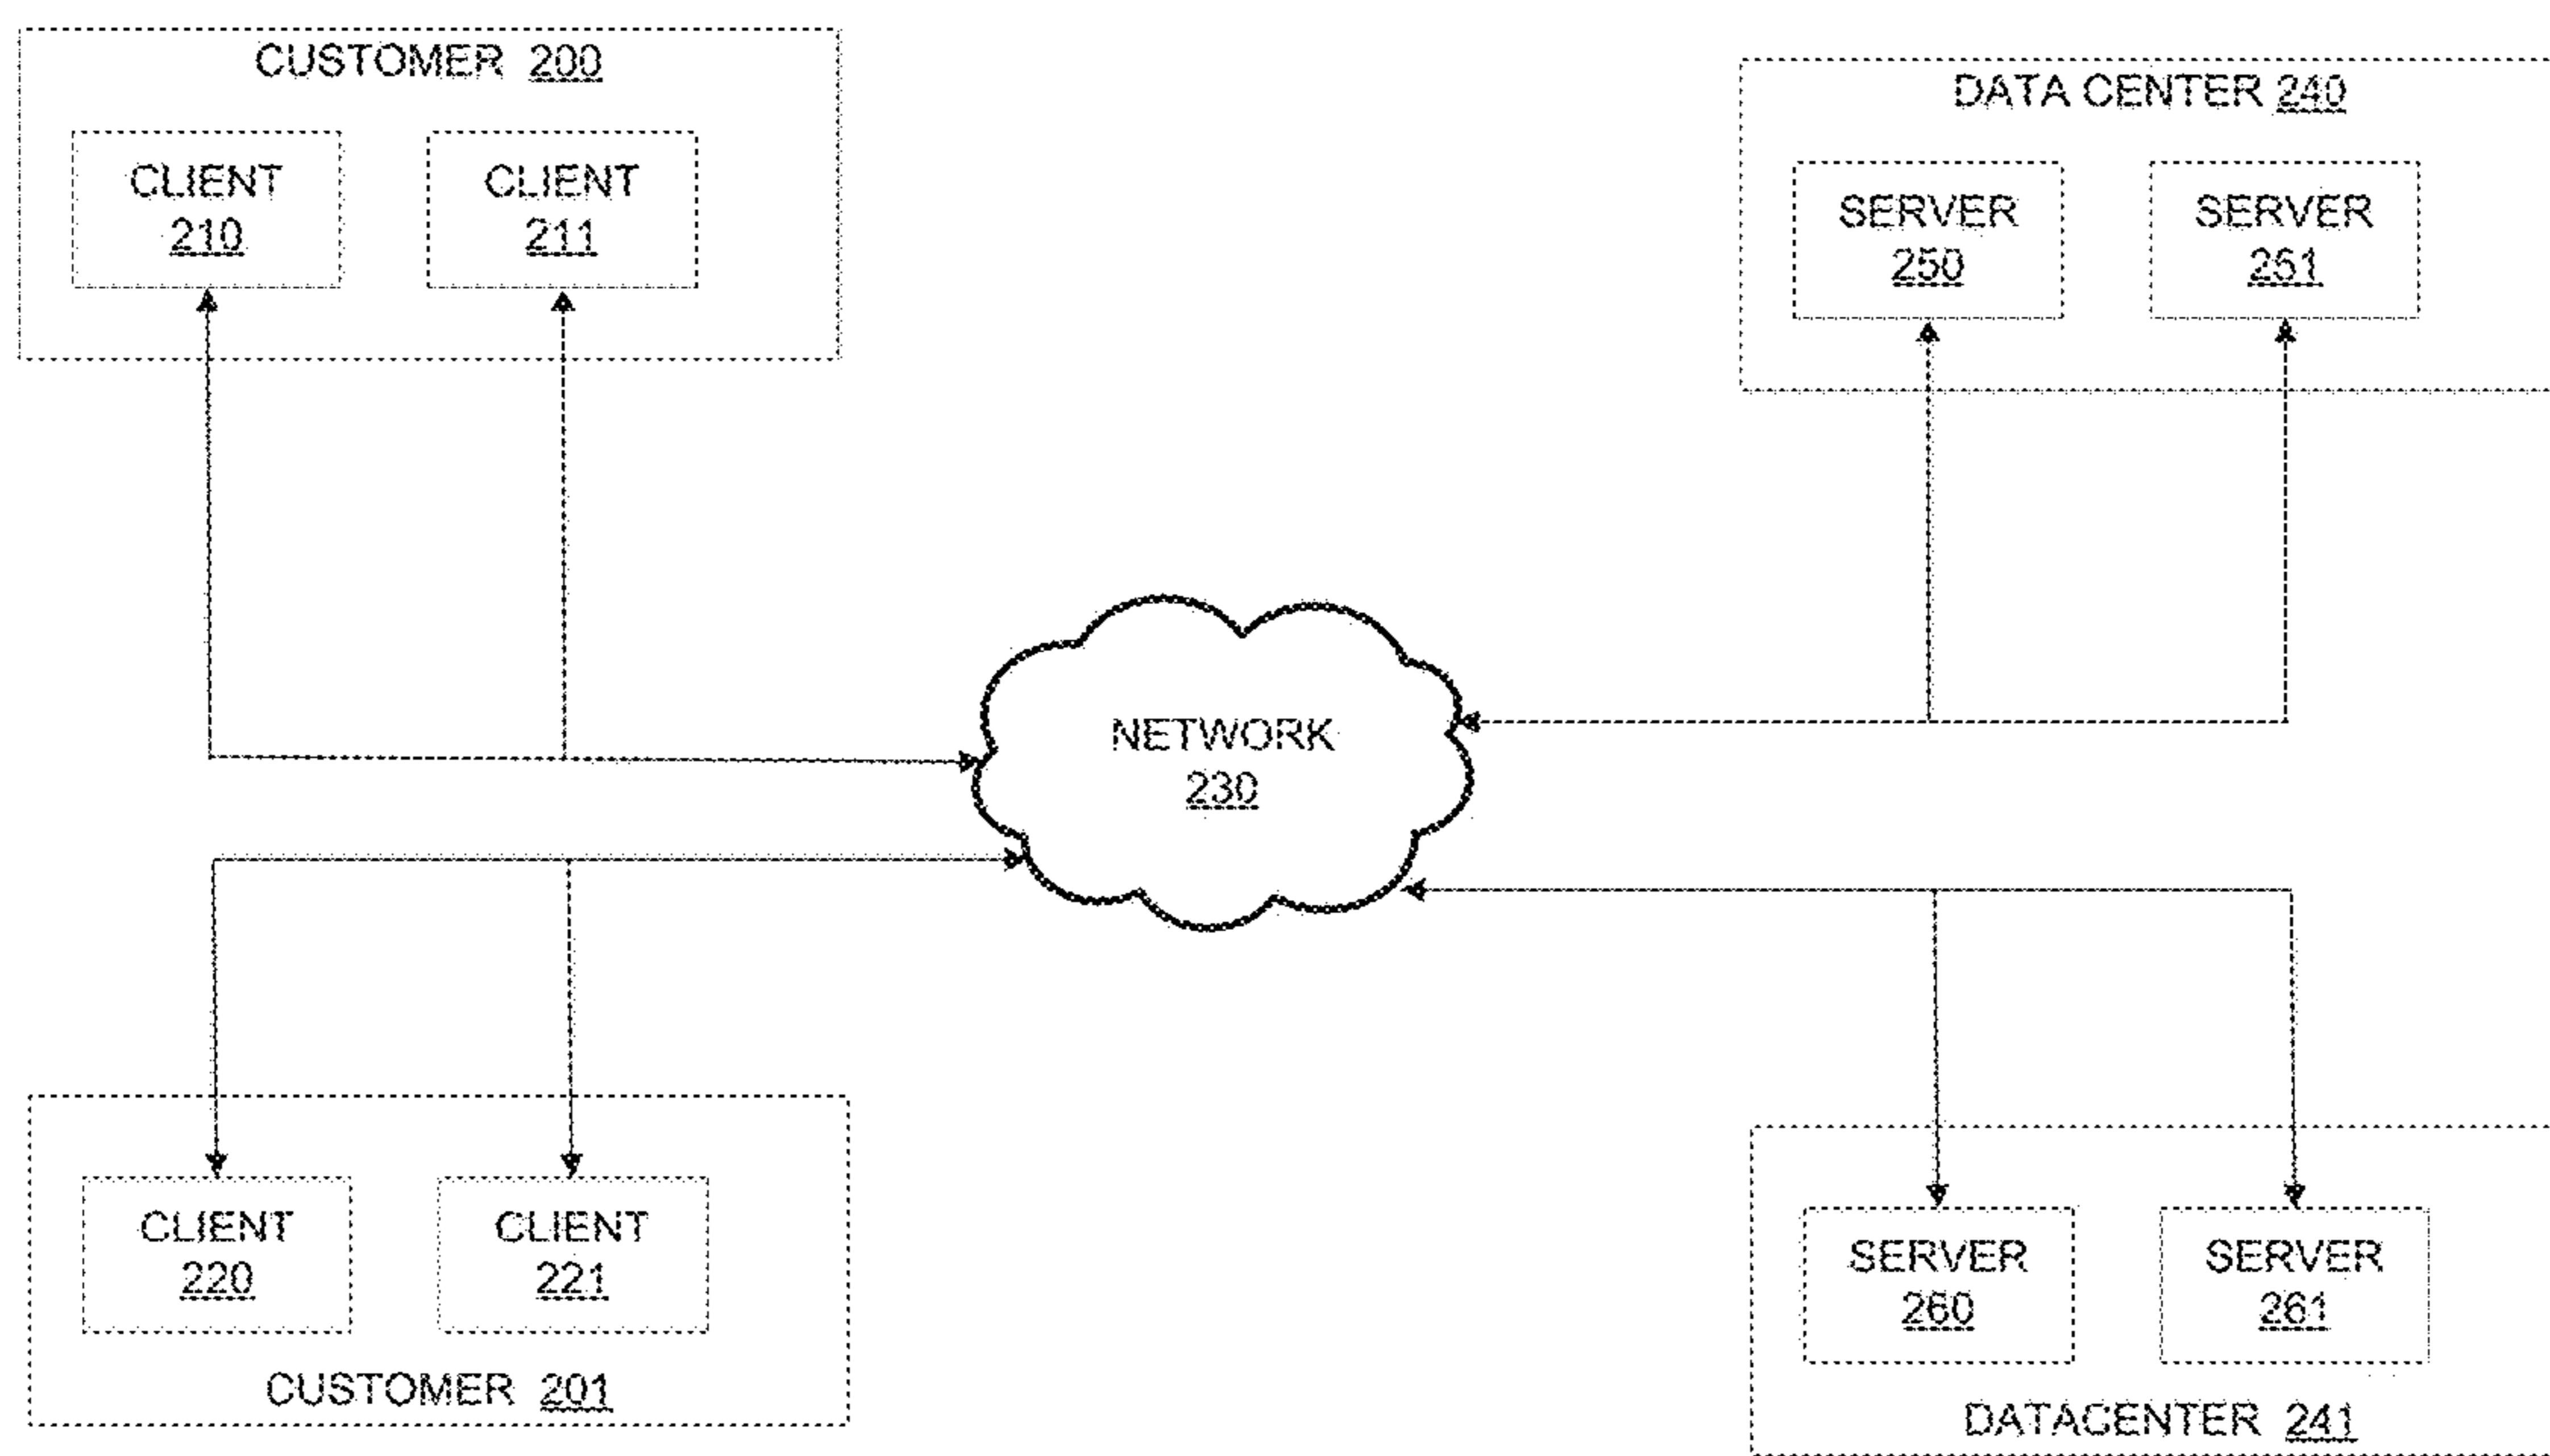 CUSTOMER 200
CLIENT
210
CLIENT
211
DATA CENTER 240
SERVER
250
SERVER
251
NETWORK
230
CLIENT
220
CLIENT
221
CUSTOMER 201
SERVER
260
SERVER
261
DATACENTER 241